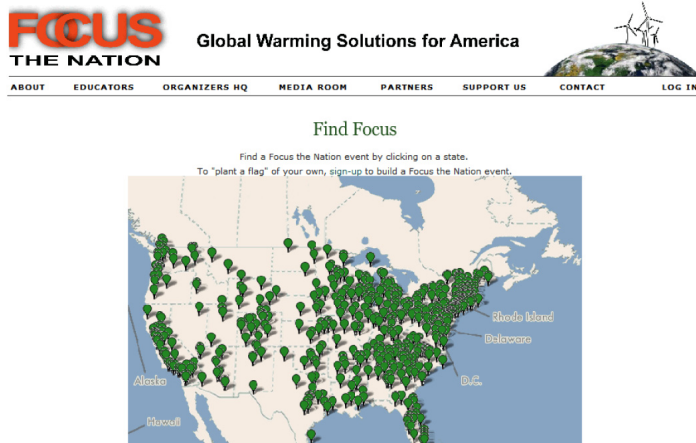 FOCUS
THE NATION
Global Warming Solutions for America
ABOUT EDUCATORS ORGANIZERS HQ MEDIA ROOM PARTNERS SUPPORT US CONTACT LOG IN
Find Focus
Find a Focus the Nation event by clicking on a state.
To "plant a flag" of your own, sign-up to build a Focus the Nation event.
Rhode Island
Delaware
D.C.
Alaska
Hawaii